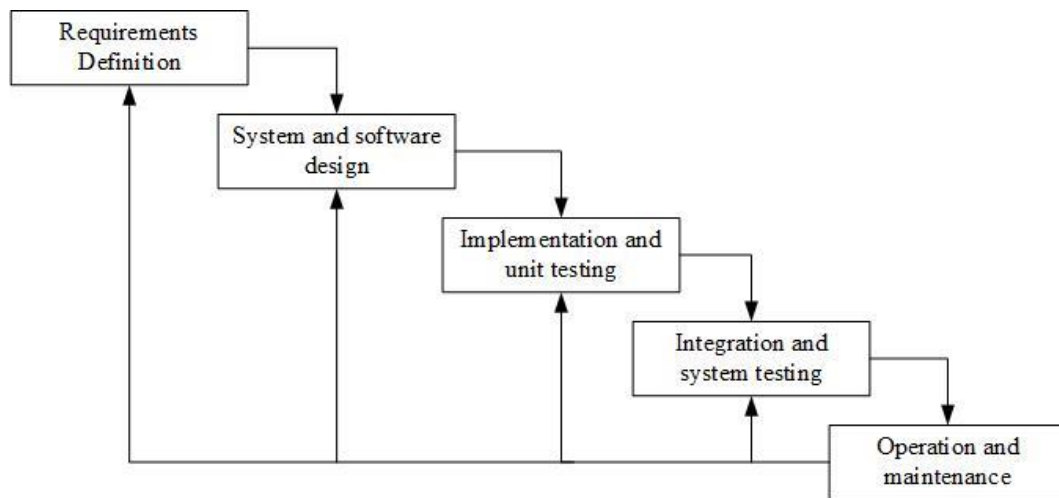 Requirements
Definition
System and software
design
Implementation and
unit testing
Integration and
system testing
Operation and
maintenance